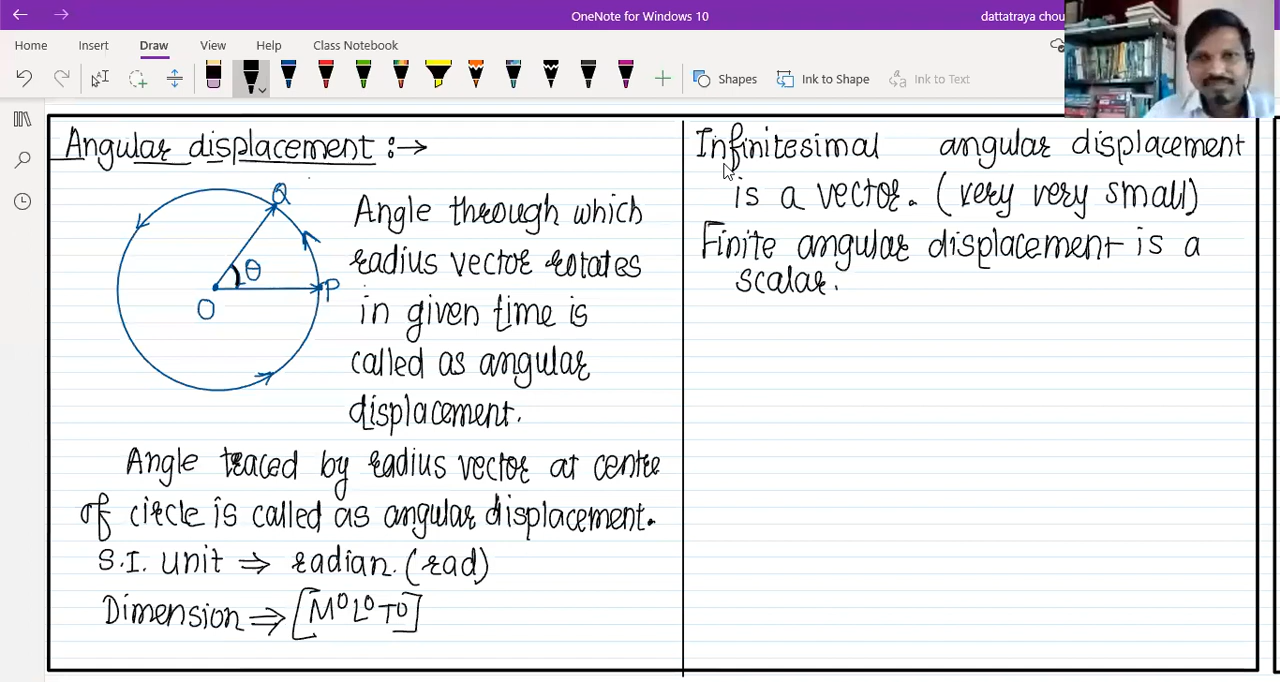 OneNote for Windows 10
dattatraya chou
Home Insert Draw View Help Class Notebook
Shapes Ink to Shape Ink to Text
Angular displacement :→
Q
θ
P
O
Angle through which
radius vector rotates
in given time is
called as angular
displacement.
Angle traced by radius vector at centre
of circle is called as angular displacement.
S.I. unit ⇒ radian. (rad)
Dimension ⇒ [M⁰L⁰T⁰]
Infinitesimal angular displacement
is a vector. (very very small)
Finite angular displacement is a
scalar.